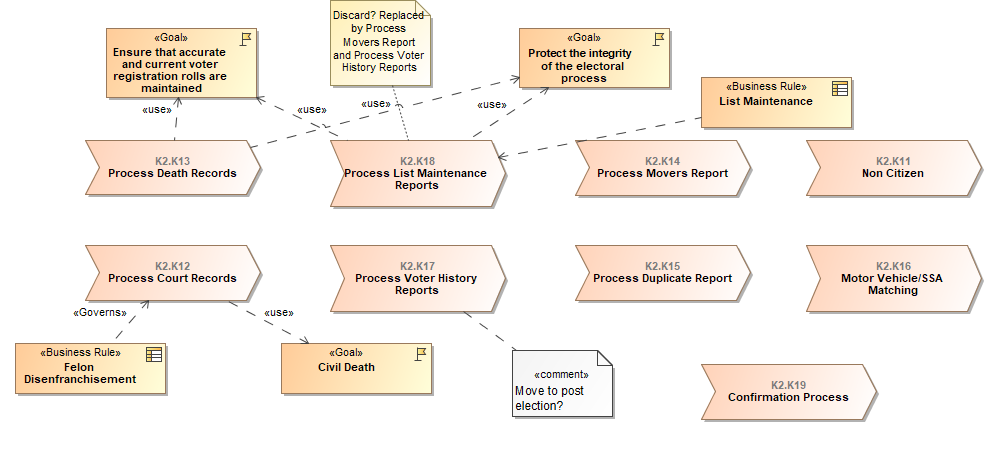 «Goal»
Ensure that accurate
and current voter
registration rolls are
maintained
Discard? Replaced
by Process
Movers Report
and Process Voter
History Reports
«Goal»
Protect the integrity
of the electoral
process
«Business Rule»
List Maintenance
«use»
«use»
«use»
«use»
K2.K13
Process Death Records
K2.K18
Process List Maintenance
Reports
K2.K14
Process Movers Report
K2.K11
Non Citizen
K2.K12
Process Court Records
K2.K17
Process Voter History
Reports
K2.K15
Process Duplicate Report
K2.K16
Motor Vehicle/SSA
Matching
«Governs»
«use»
«Business Rule»
Felon
Disenfranchisement
«Goal»
Civil Death
«comment»
Move to post
election?
K2.K19
Confirmation Process